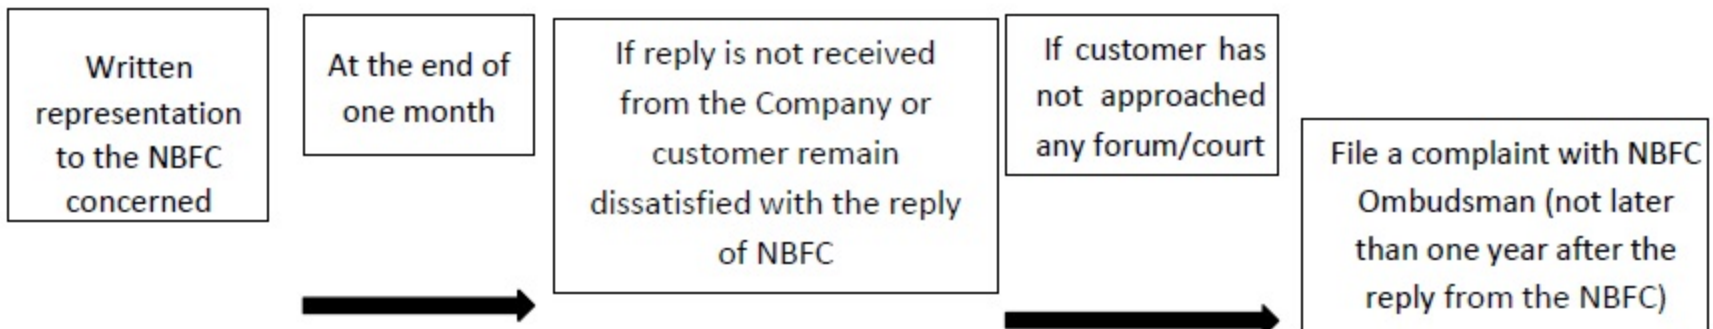 Written
representation
to the NBFC
concerned
At the end of
one month
If reply is not received
from the Company or
customer remain
dissatisfied with the reply
of NBFC
If customer has
not approached
any forum/court
File a complaint with NBFC
Ombudsman (not later
than one year after the
reply from the NBFC)